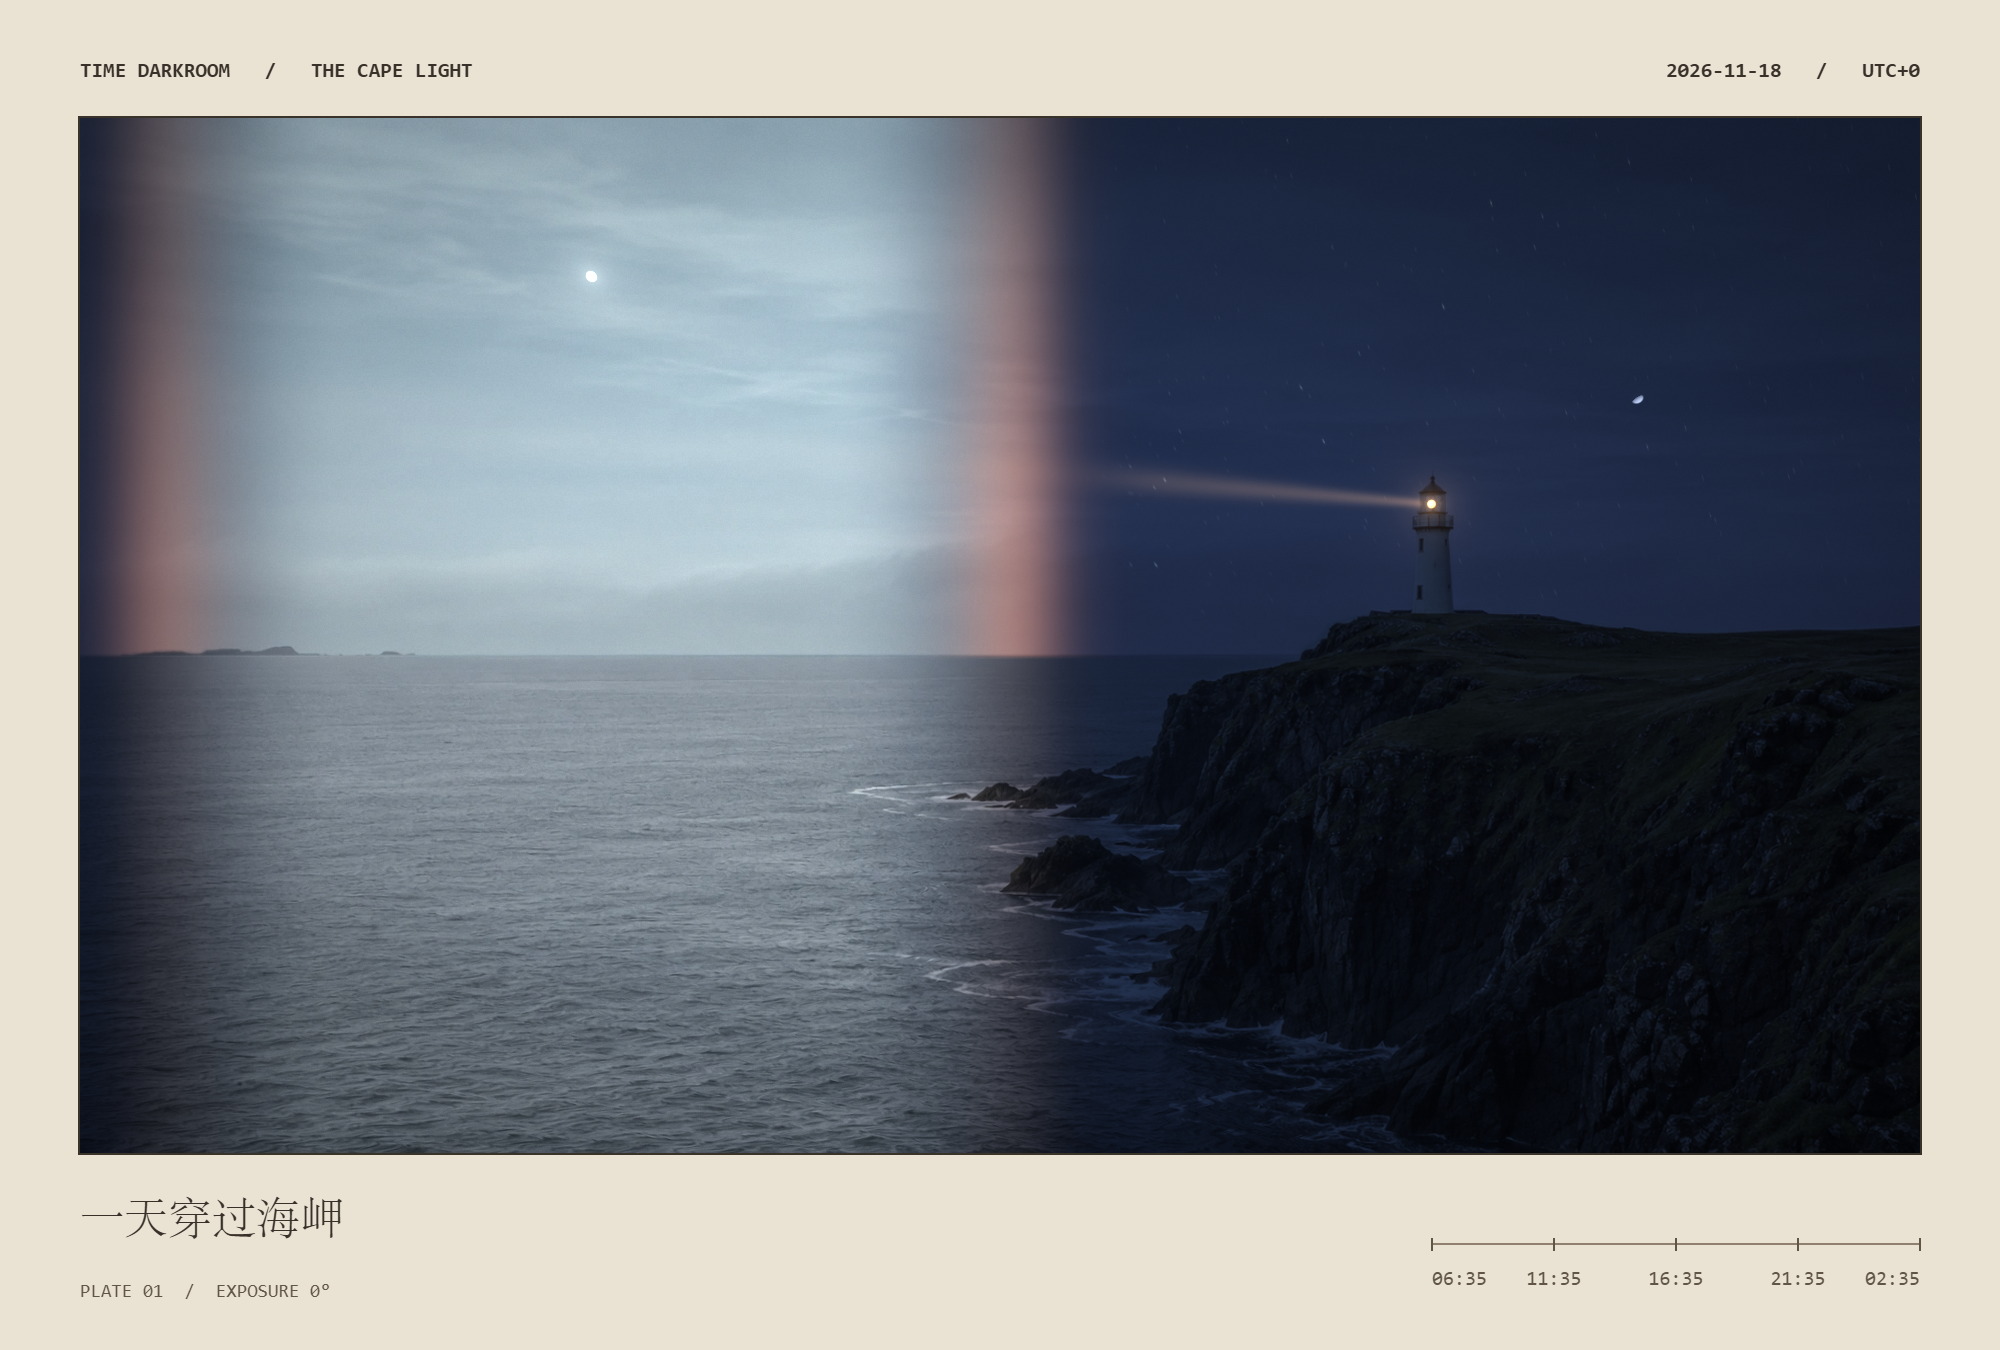 TIME DARKROOM / THE CAPE LIGHT
2026-11-18 / UTC+0
一天穿过海岬
PLATE 01 / EXPOSURE 0°
06:35 11:35 16:35 21:35 02:35